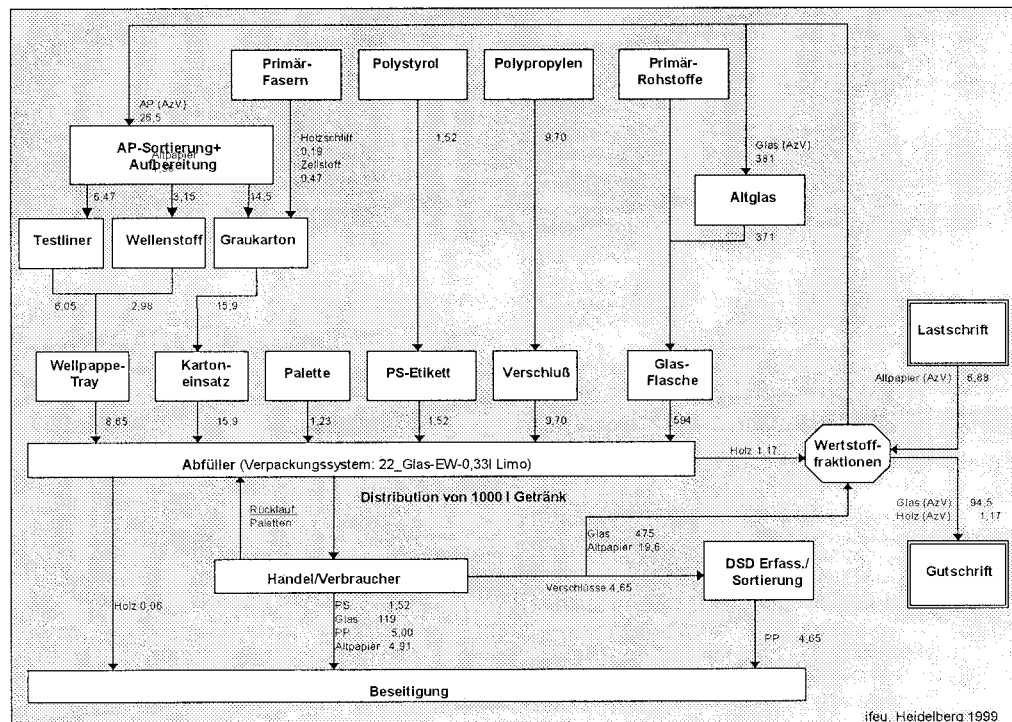 Primär-
Fasern
Polystyrol
Polypropylen
Primär-
Rohstoffe
AP (AzV)
26,5
Holzschliff
0,19
Zellstoff
0,47
1,52
9,70
Glas (AzV)
381
AP-Sortierung+
Aufbereitung
Altpapier
5,47
3,15
14,5
Altglas
371
Testliner
Wellenstoff
Graukarton
6,05
2,98
15,9
Lastschrift
Altpapier (AzV) 6,88
Wellpappe-
Tray
Karton-
einsatz
Palette
PS-Etikett
Verschluß
Glas-
Flasche
8,65
15,9
1,23
1,52
9,70
594
Abfüller (Verpackungssystem: 22_Glas-EW-0,33l Limo)
Holz 1,17
Wertstoff-
fraktionen
Distribution von 1000 l Getränk
Rücklauf
Paletten
Glas (AzV) 94,5
Holz (AzV) 1,17
Glas 475
Altpapier 19,6
Handel/Verbraucher
Verschlüsse 4,65
DSD Erfass./
Sortierung
Gutschrift
Holz 0,06
PS 1,52
Glas 119
PP 5,00
Altpapier 4,91
PP 4,65
Beseitigung
ifeu, Heidelberg 1999